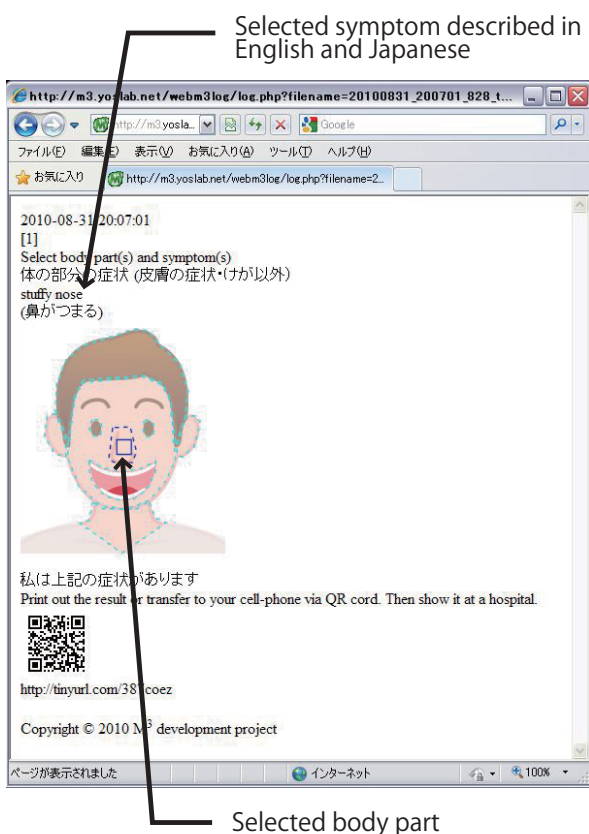 Selected symptom described in
English and Japanese
http://m3.yoslab.net/webm3log/log.php?filename=20100831_200701_828_t...
http://m3.yosla...
Google
ファイル(F) 編集(E) 表示(V) お気に入り(A) ツール(T) ヘルプ(H)
お気に入り
http://m3.yoslab.net/webm3log/log.php?filename=2...
2010-08-31 20:07:01
[1]
Select body part(s) and symptom(s)
体の部分の症状 (皮膚の症状・けが以外)
stuffy nose
(鼻がつまる)
私は上記の症状があります
Print out the result or transfer to your cell-phone via QR cord. Then show it at a hospital.
Copyright © 2010 M³ development project
ページが表示されました
インターネット
100%
Selected body part